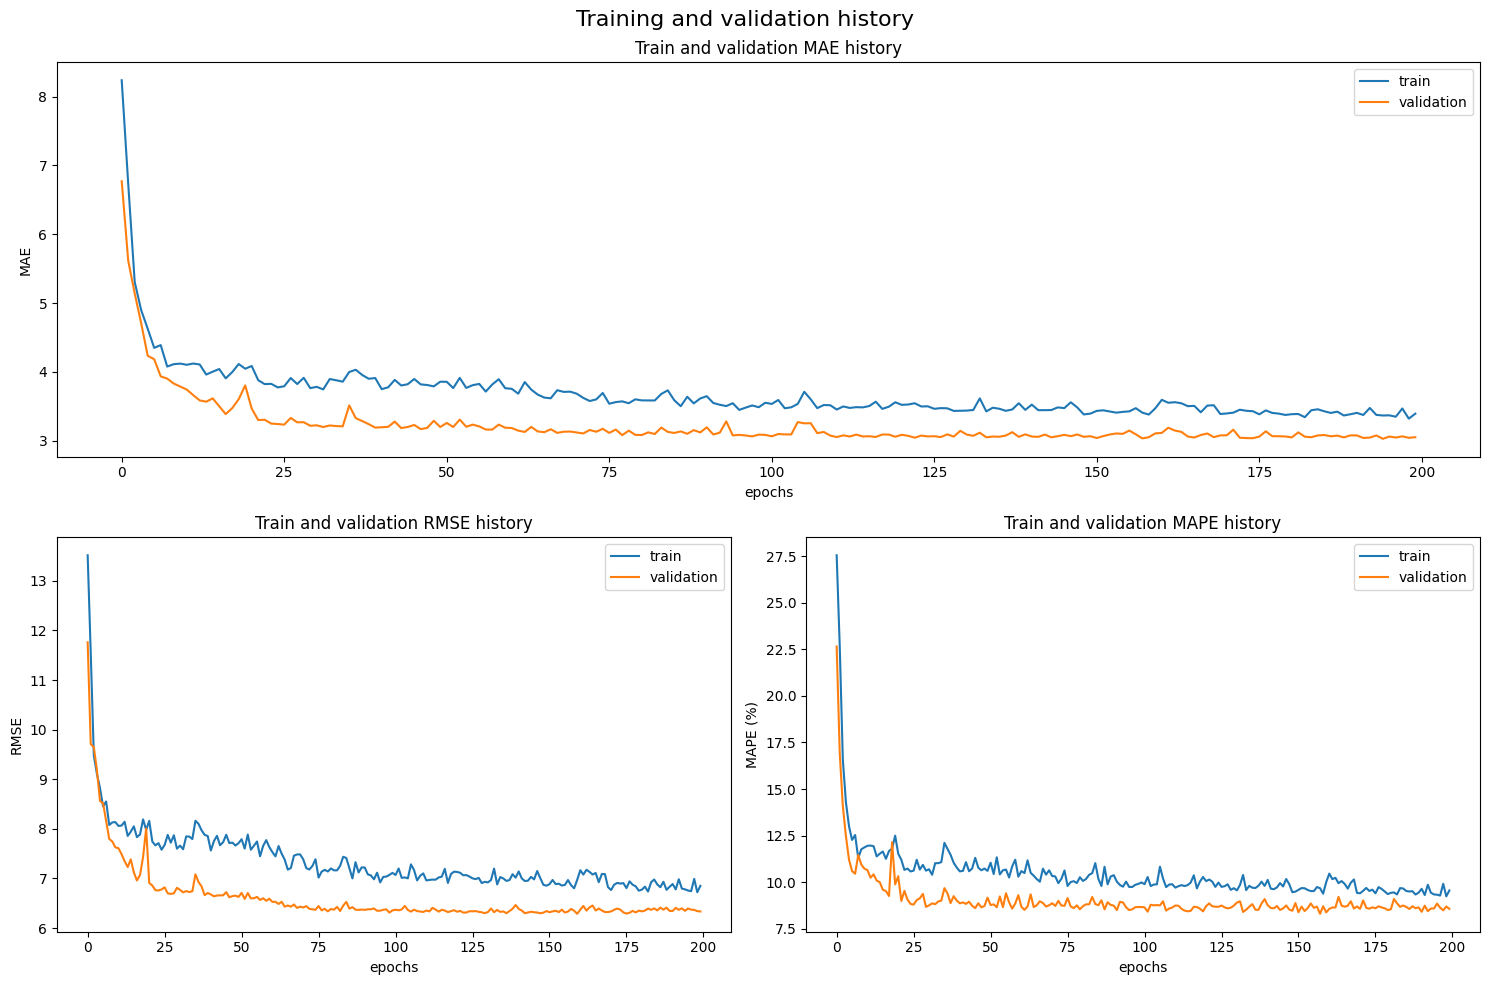 Training and validation history
Train and validation MAE history
train
validation
MAE
8
7
6
5
4
3
0 25 50 75 100 125 150 175 200
epochs
Train and validation RMSE history
train
validation
RMSE
13
12
11
10
9
8
7
6
0 25 50 75 100 125 150 175 200
epochs
Train and validation MAPE history
train
validation
MAPE (%)
27.5
25.0
22.5
20.0
17.5
15.0
12.5
10.0
7.5
0 25 50 75 100 125 150 175 200
epochs